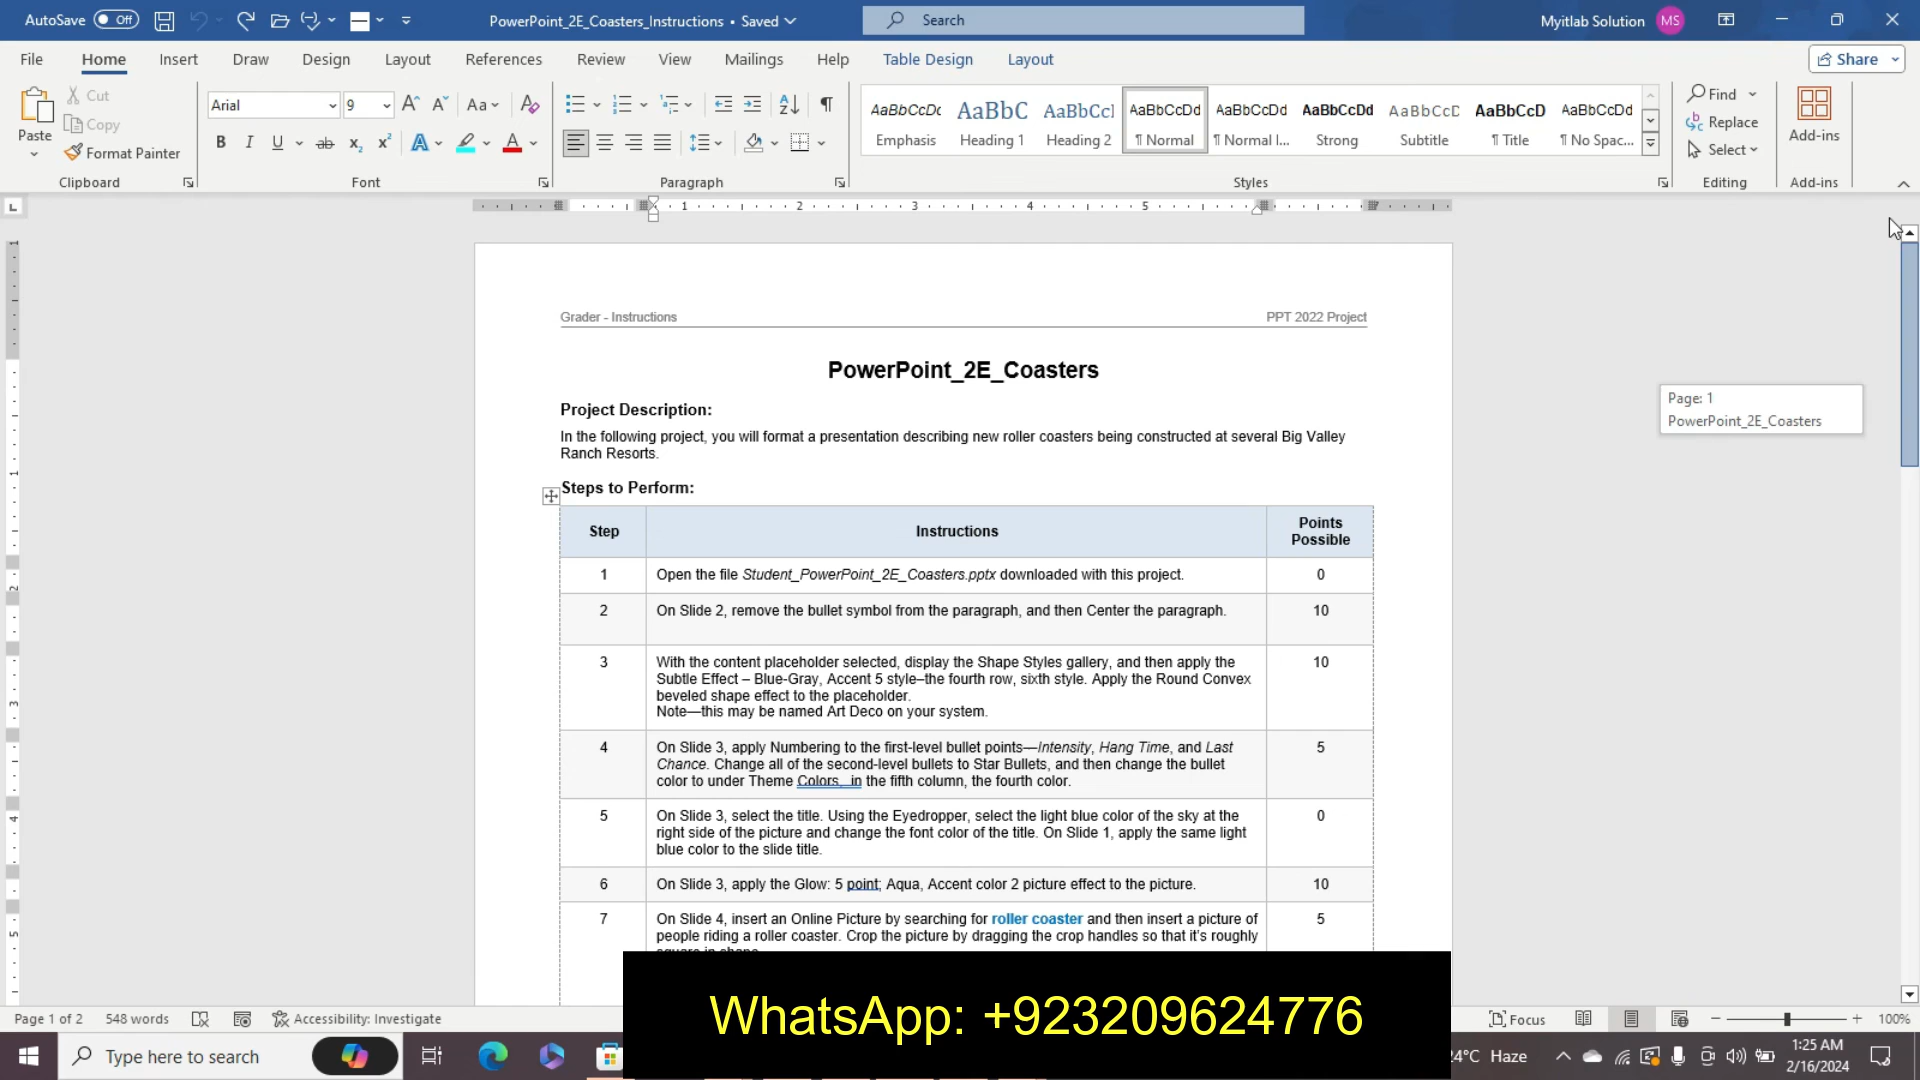 AutoSave Off PowerPoint_2E_Coasters_Instructions • Saved Search Myitlab Solution MS
File Home Insert Draw Design Layout References Review View Mailings Help Table Design Layout Share
Paste Cut Copy Format Painter
Clipboard
Arial 9 Aa
B I U ab x₂ x² A A
Font
Paragraph
AaBbCcDc AaBbC AaBbCcI AaBbCcDd AaBbCcDd AaBbCcDd AaBbCcD AaBbCcD AaBbCcDd
Emphasis Heading 1 Heading 2 ¶ Normal ¶ Normal I... Strong Subtitle ¶ Title ¶ No Spac...
Styles
Find
Replace
Select
Editing
Add-ins
Add-ins
1 2 3 4 5
Grader - Instructions PPT 2022 Project
PowerPoint_2E_Coasters
Project Description:
In the following project, you will format a presentation describing new roller coasters being constructed at several Big Valley
Ranch Resorts.
Page: 1
PowerPoint_2E_Coasters
Steps to Perform:
Step Instructions Points Possible
1 Open the file Student_PowerPoint_2E_Coasters.pptx downloaded with this project. 0
2 On Slide 2, remove the bullet symbol from the paragraph, and then Center the paragraph. 10
3 With the content placeholder selected, display the Shape Styles gallery, and then apply the 10
Subtle Effect – Blue-Gray, Accent 5 style–the fourth row, sixth style. Apply the Round Convex
beveled shape effect to the placeholder.
Note—this may be named Art Deco on your system.
4 On Slide 3, apply Numbering to the first-level bullet points—Intensity, Hang Time, and Last 5
Chance. Change all of the second-level bullets to Star Bullets, and then change the bullet
color to under Theme Colors, in the fifth column, the fourth color.
5 On Slide 3, select the title. Using the Eyedropper, select the light blue color of the sky at the 0
right side of the picture and change the font color of the title. On Slide 1, apply the same light
blue color to the slide title.
6 On Slide 3, apply the Glow: 5 point; Aqua, Accent color 2 picture effect to the picture. 10
7 On Slide 4, insert an Online Picture by searching for roller coaster and then insert a picture of 5
people riding a roller coaster. Crop the picture by dragging the crop handles so that it's roughly
WhatsApp: +923209624776
Page 1 of 2 548 words Accessibility: Investigate Focus 100%
Type here to search 4°C Haze 1:25 AM
2/16/2024